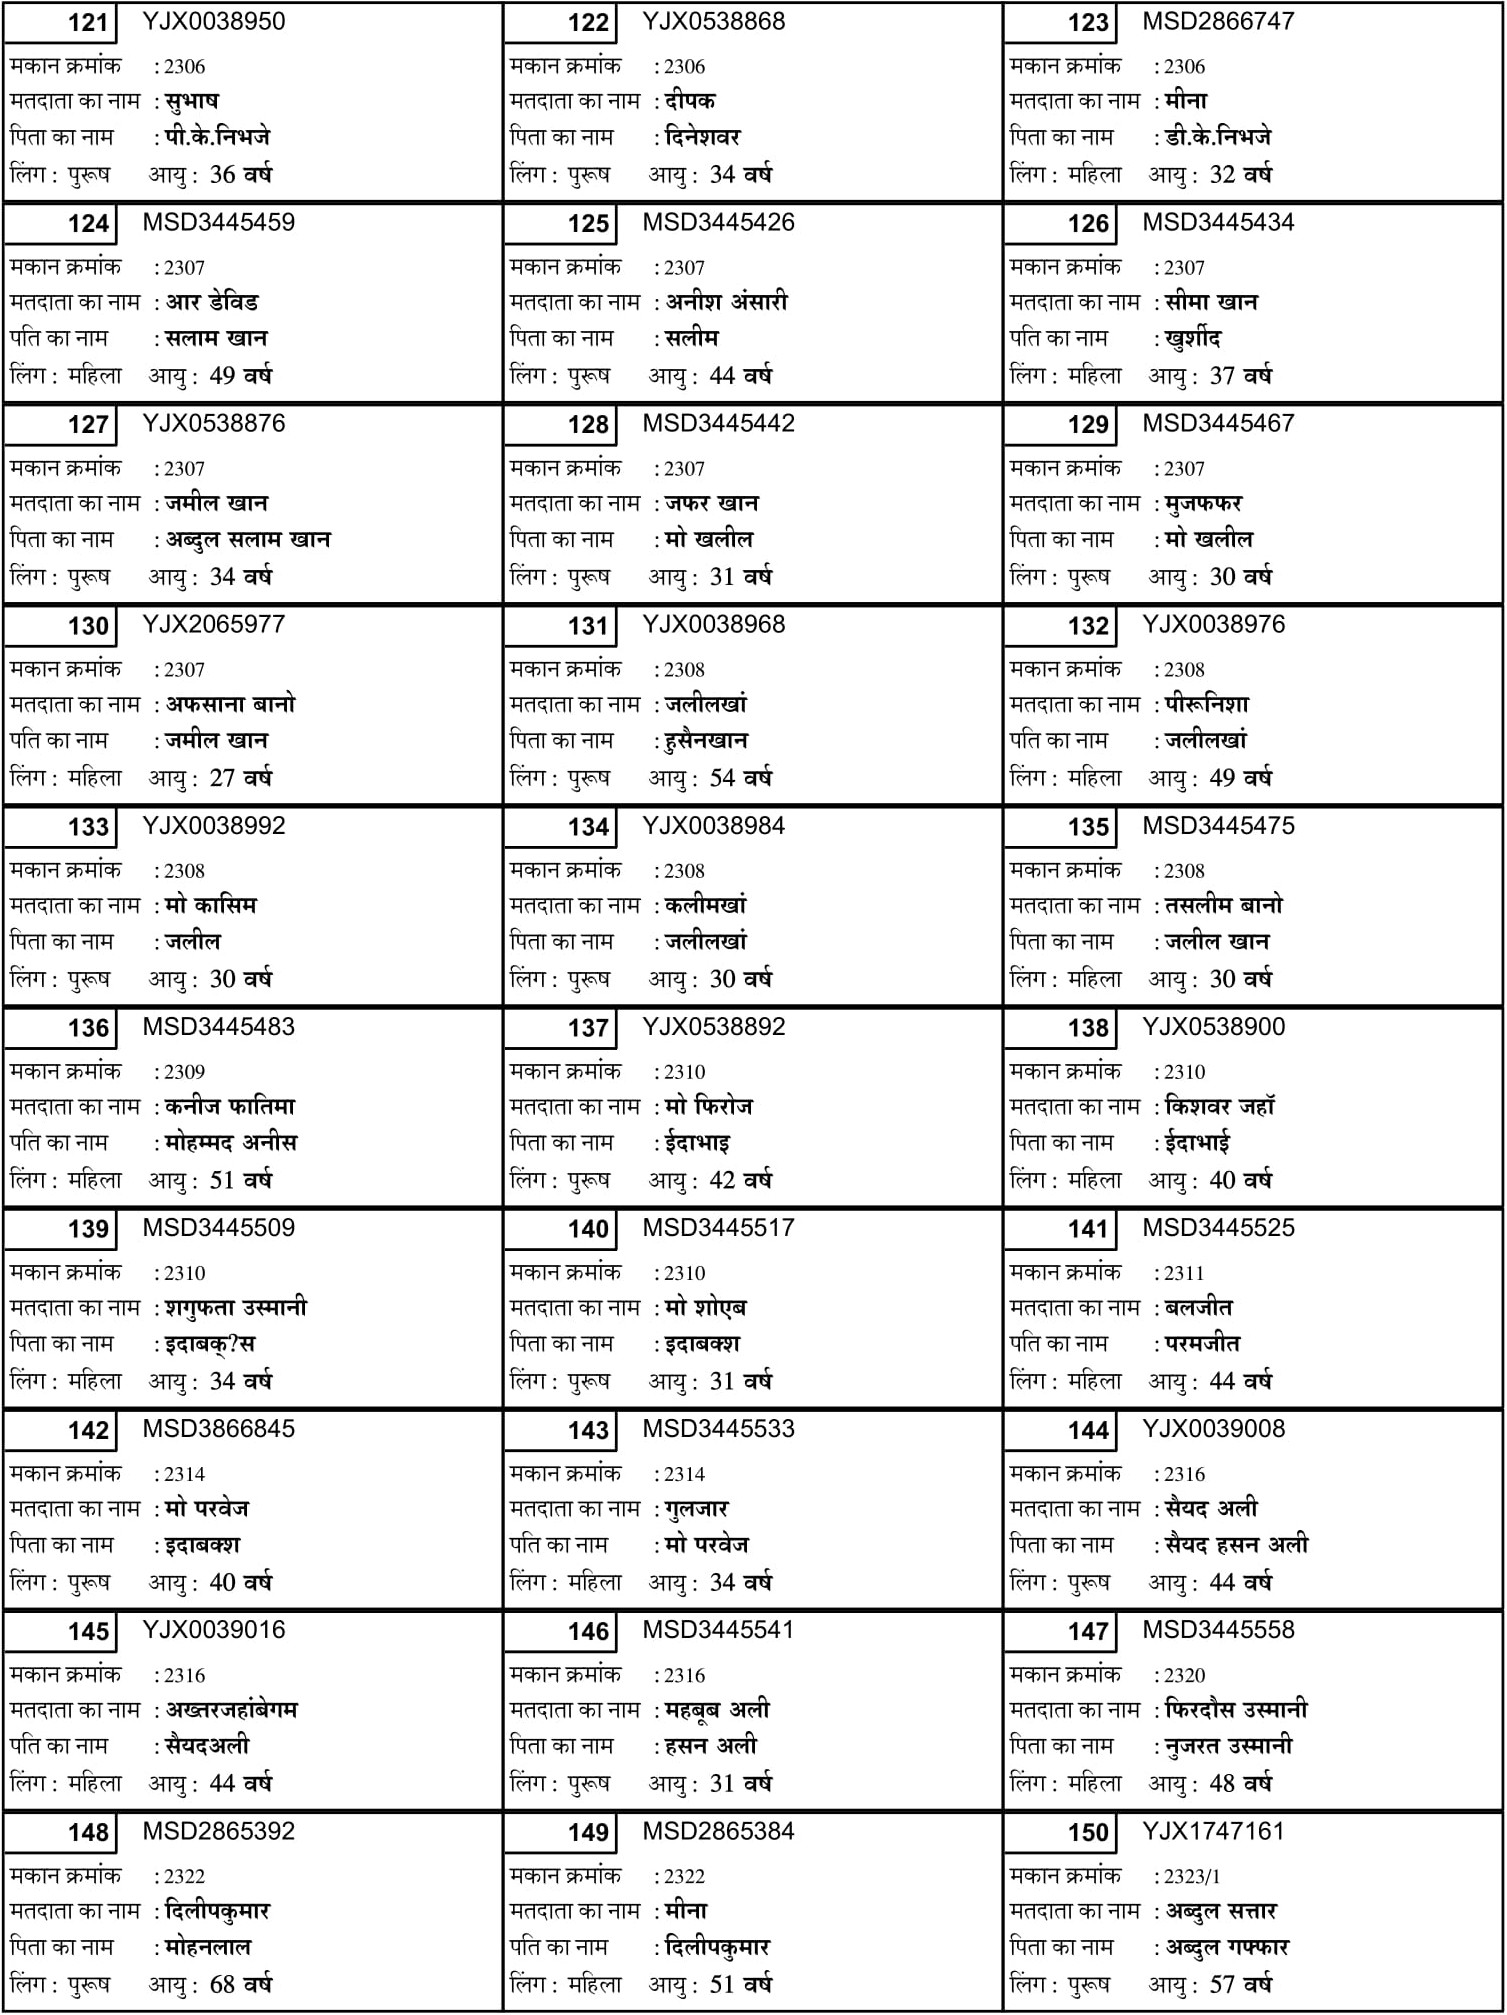 121 YJX0038950
मकान क्रमांक : 2306
मतदाता का नाम : सुभाष
पिता का नाम : पी.के.निभजे
लिंग : पुरूष आयु : 36 वर्ष
122 YJX0538868
मकान क्रमांक : 2306
मतदाता का नाम : दीपक
पिता का नाम : दिनेशवर
लिंग : पुरूष आयु : 34 वर्ष
123 MSD2866747
मकान क्रमांक : 2306
मतदाता का नाम : मीना
पिता का नाम : डी.के.निभजे
लिंग : महिला आयु : 32 वर्ष
124 MSD3445459
मकान क्रमांक : 2307
मतदाता का नाम : आर डेविड
पति का नाम : सलाम खान
लिंग : महिला आयु : 49 वर्ष
125 MSD3445426
मकान क्रमांक : 2307
मतदाता का नाम : अनीश अंसारी
पिता का नाम : सलीम
लिंग : पुरूष आयु : 44 वर्ष
126 MSD3445434
मकान क्रमांक : 2307
मतदाता का नाम : सीमा खान
पति का नाम : खुर्शीद
लिंग : महिला आयु : 37 वर्ष
127 YJX0538876
मकान क्रमांक : 2307
मतदाता का नाम : जमील खान
पिता का नाम : अब्दुल सलाम खान
लिंग : पुरूष आयु : 34 वर्ष
128 MSD3445442
मकान क्रमांक : 2307
मतदाता का नाम : जफर खान
पिता का नाम : मो खलील
लिंग : पुरूष आयु : 31 वर्ष
129 MSD3445467
मकान क्रमांक : 2307
मतदाता का नाम : मुजफफर
पिता का नाम : मो खलील
लिंग : पुरूष आयु : 30 वर्ष
130 YJX2065977
मकान क्रमांक : 2307
मतदाता का नाम : अफसाना बानो
पति का नाम : जमील खान
लिंग : महिला आयु : 27 वर्ष
131 YJX0038968
मकान क्रमांक : 2308
मतदाता का नाम : जलीलखां
पिता का नाम : हुसैनखान
लिंग : पुरूष आयु : 54 वर्ष
132 YJX0038976
मकान क्रमांक : 2308
मतदाता का नाम : पीरूनिशा
पति का नाम : जलीलखां
लिंग : महिला आयु : 49 वर्ष
133 YJX0038992
मकान क्रमांक : 2308
मतदाता का नाम : मो कासिम
पिता का नाम : जलील
लिंग : पुरूष आयु : 30 वर्ष
134 YJX0038984
मकान क्रमांक : 2308
मतदाता का नाम : कलीमखां
पिता का नाम : जलीलखां
लिंग : पुरूष आयु : 30 वर्ष
135 MSD3445475
मकान क्रमांक : 2308
मतदाता का नाम : तसलीम बानो
पिता का नाम : जलील खान
लिंग : महिला आयु : 30 वर्ष
136 MSD3445483
मकान क्रमांक : 2309
मतदाता का नाम : कनीज फातिमा
पति का नाम : मोहम्मद अनीस
लिंग : महिला आयु : 51 वर्ष
137 YJX0538892
मकान क्रमांक : 2310
मतदाता का नाम : मो फिरोज
पिता का नाम : ईदाभाइ
लिंग : पुरूष आयु : 42 वर्ष
138 YJX0538900
मकान क्रमांक : 2310
मतदाता का नाम : किशवर जहॉ
पिता का नाम : ईदाभाई
लिंग : महिला आयु : 40 वर्ष
139 MSD3445509
मकान क्रमांक : 2310
मतदाता का नाम : शगुफता उस्मानी
पिता का नाम : इदाबक्?स
लिंग : महिला आयु : 34 वर्ष
140 MSD3445517
मकान क्रमांक : 2310
मतदाता का नाम : मो शोएब
पिता का नाम : इदाबक्श
लिंग : पुरूष आयु : 31 वर्ष
141 MSD3445525
मकान क्रमांक : 2311
मतदाता का नाम : बलजीत
पति का नाम : परमजीत
लिंग : महिला आयु : 44 वर्ष
142 MSD3866845
मकान क्रमांक : 2314
मतदाता का नाम : मो परवेज
पिता का नाम : इदाबक्श
लिंग : पुरूष आयु : 40 वर्ष
143 MSD3445533
मकान क्रमांक : 2314
मतदाता का नाम : गुलजार
पति का नाम : मो परवेज
लिंग : महिला आयु : 34 वर्ष
144 YJX0039008
मकान क्रमांक : 2316
मतदाता का नाम : सैयद अली
पिता का नाम : सैयद हसन अली
लिंग : पुरूष आयु : 44 वर्ष
145 YJX0039016
मकान क्रमांक : 2316
मतदाता का नाम : अख्तरजहांबेगम
पति का नाम : सैयदअली
लिंग : महिला आयु : 44 वर्ष
146 MSD3445541
मकान क्रमांक : 2316
मतदाता का नाम : महबूब अली
पिता का नाम : हसन अली
लिंग : पुरूष आयु : 31 वर्ष
147 MSD3445558
मकान क्रमांक : 2320
मतदाता का नाम : फिरदौस उस्मानी
पिता का नाम : नुजरत उस्मानी
लिंग : महिला आयु : 48 वर्ष
148 MSD2865392
मकान क्रमांक : 2322
मतदाता का नाम : दिलीपकुमार
पिता का नाम : मोहनलाल
लिंग : पुरूष आयु : 68 वर्ष
149 MSD2865384
मकान क्रमांक : 2322
मतदाता का नाम : मीना
पति का नाम : दिलीपकुमार
लिंग : महिला आयु : 51 वर्ष
150 YJX1747161
मकान क्रमांक : 2323/1
मतदाता का नाम : अब्दुल सत्तार
पिता का नाम : अब्दुल गफ्फार
लिंग : पुरूष आयु : 57 वर्ष